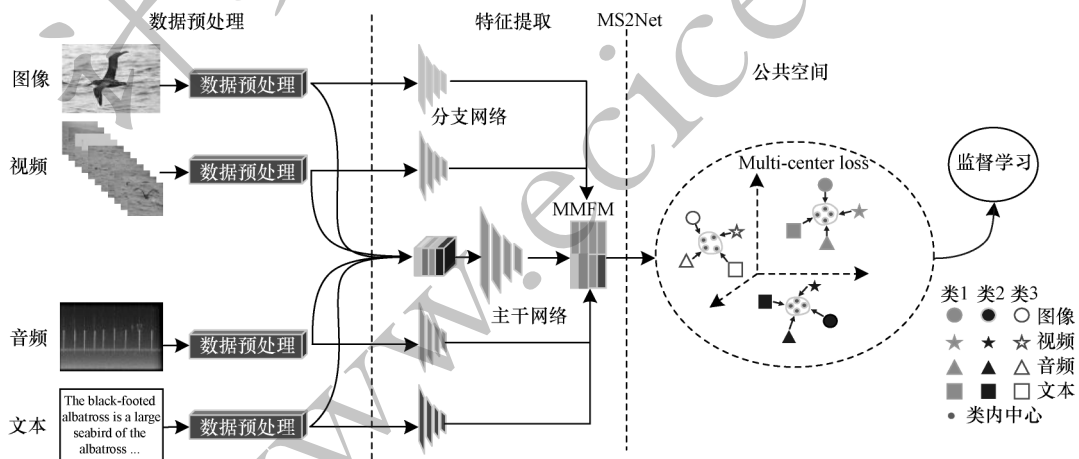 数据预处理
特征提取
MS2Net
公共空间
图像
数据预处理
分支网络
视频
数据预处理
MMFM
Multi-center loss
监督学习
主干网络
音频
数据预处理
文本
The black-footed
albatross is a large
seabird of the
albatross ...
数据预处理
类1 类2 类3
图像
视频
音频
文本
类内中心
www.ecice